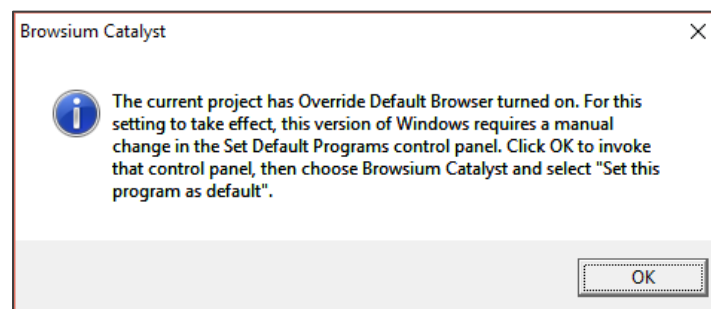 Browsium Catalyst
The current project has Override Default Browser turned on. For this
setting to take effect, this version of Windows requires a manual
change in the Set Default Programs control panel. Click OK to invoke
that control panel, then choose Browsium Catalyst and select "Set this
program as default".
OK